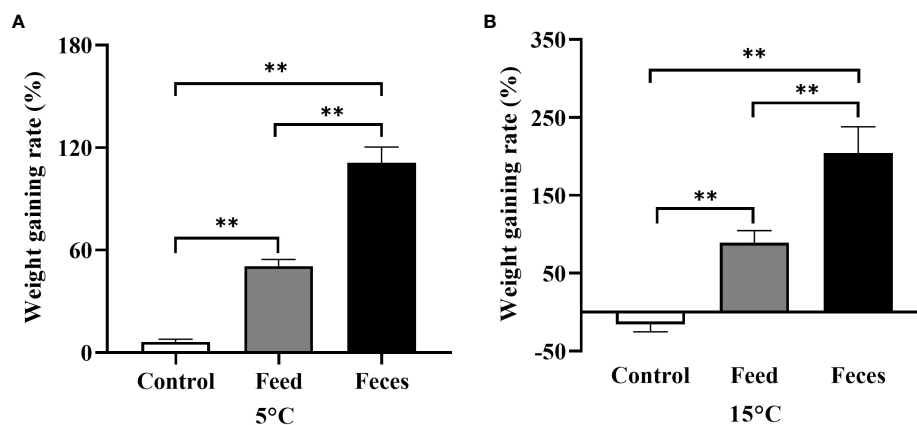 A
Weight gaining rate (%)
180
120
60
0
**
**
**
Control Feed Feces
5°C
B
Weight gaining rate (%)
350
250
150
50
-50
**
**
**
Control Feed Feces
15°C